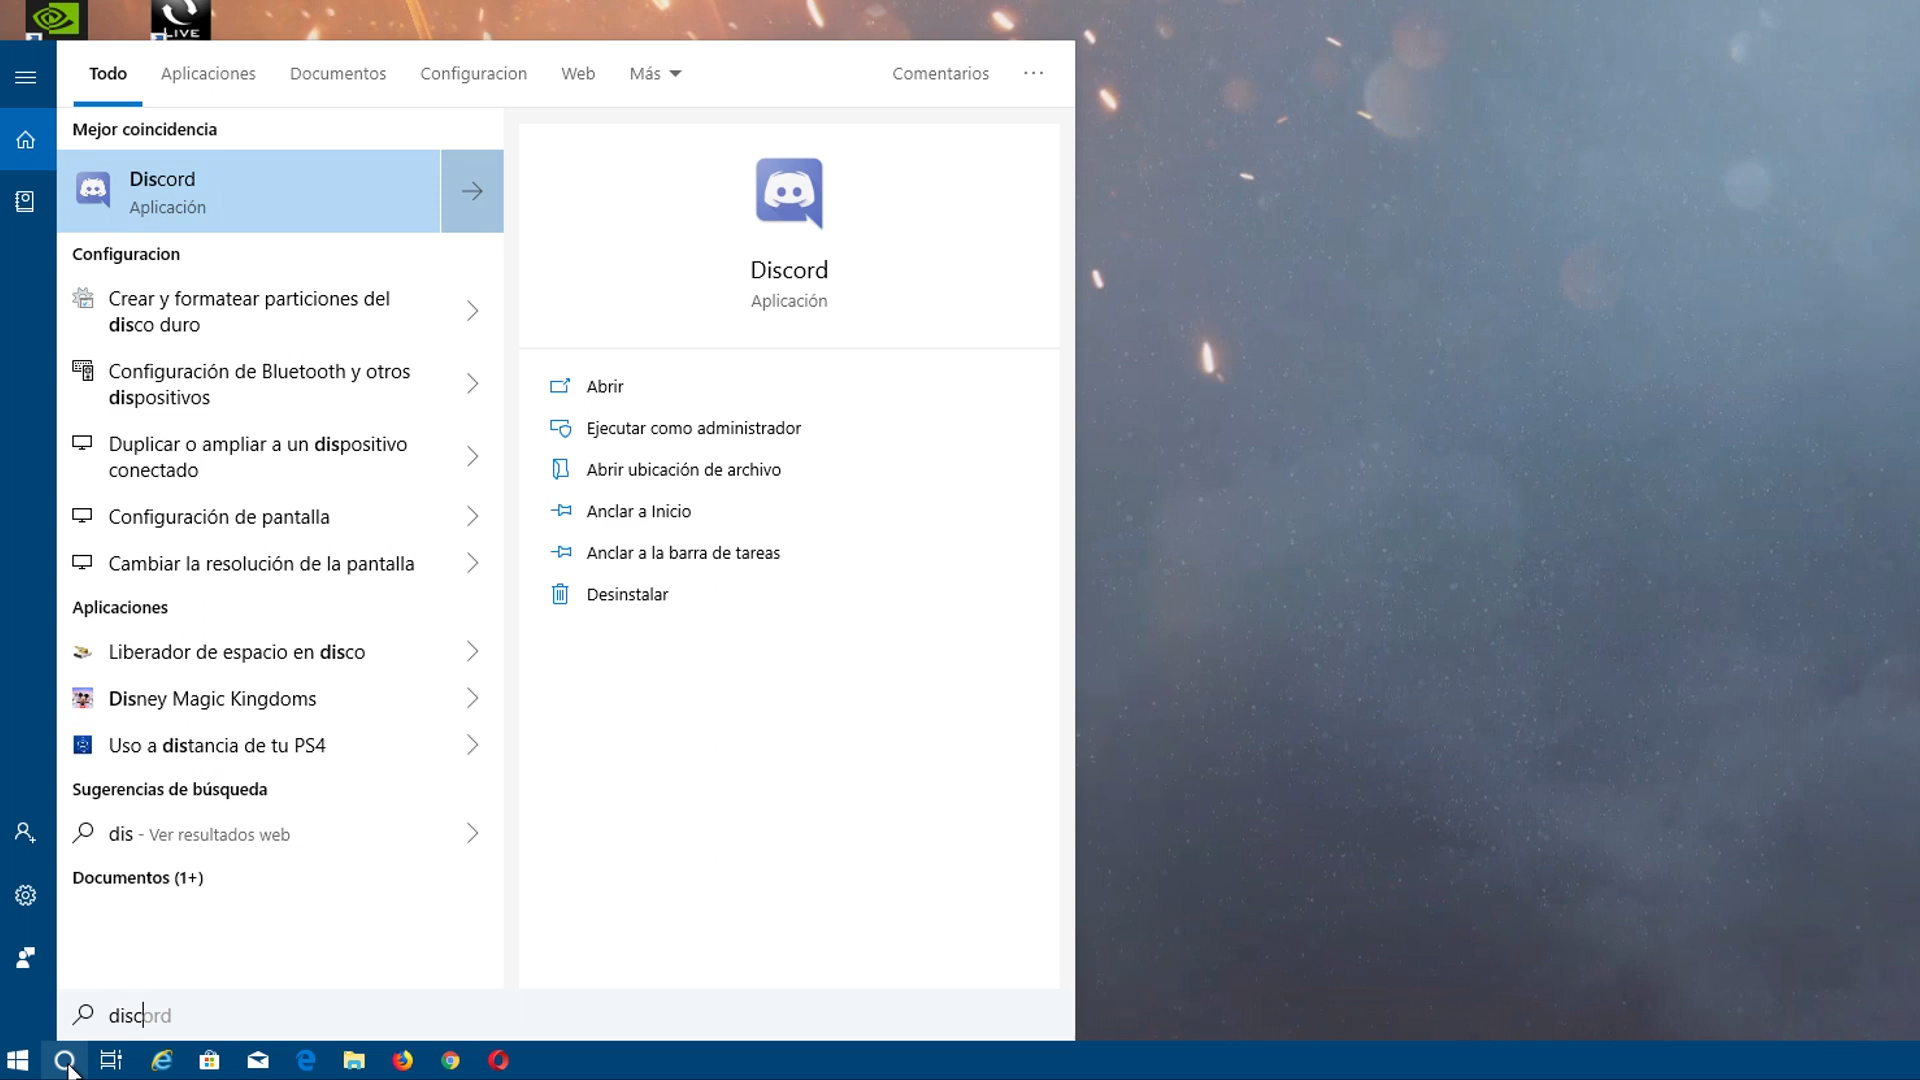 LIVE
Todo
Aplicaciones
Documentos
Configuracion
Web
Más
Comentarios
Mejor coincidencia
Discord
Aplicación
Configuracion
Crear y formatear particiones del
disco duro
Configuración de Bluetooth y otros
dispositivos
Duplicar o ampliar a un dispositivo
conectado
Configuración de pantalla
Cambiar la resolución de la pantalla
Aplicaciones
Liberador de espacio en disco
Disney Magic Kingdoms
Uso a distancia de tu PS4
Sugerencias de búsqueda
dis - Ver resultados web
Documentos (1+)
Discord
Aplicación
Abrir
Ejecutar como administrador
Abrir ubicación de archivo
Anclar a Inicio
Anclar a la barra de tareas
Desinstalar
discord